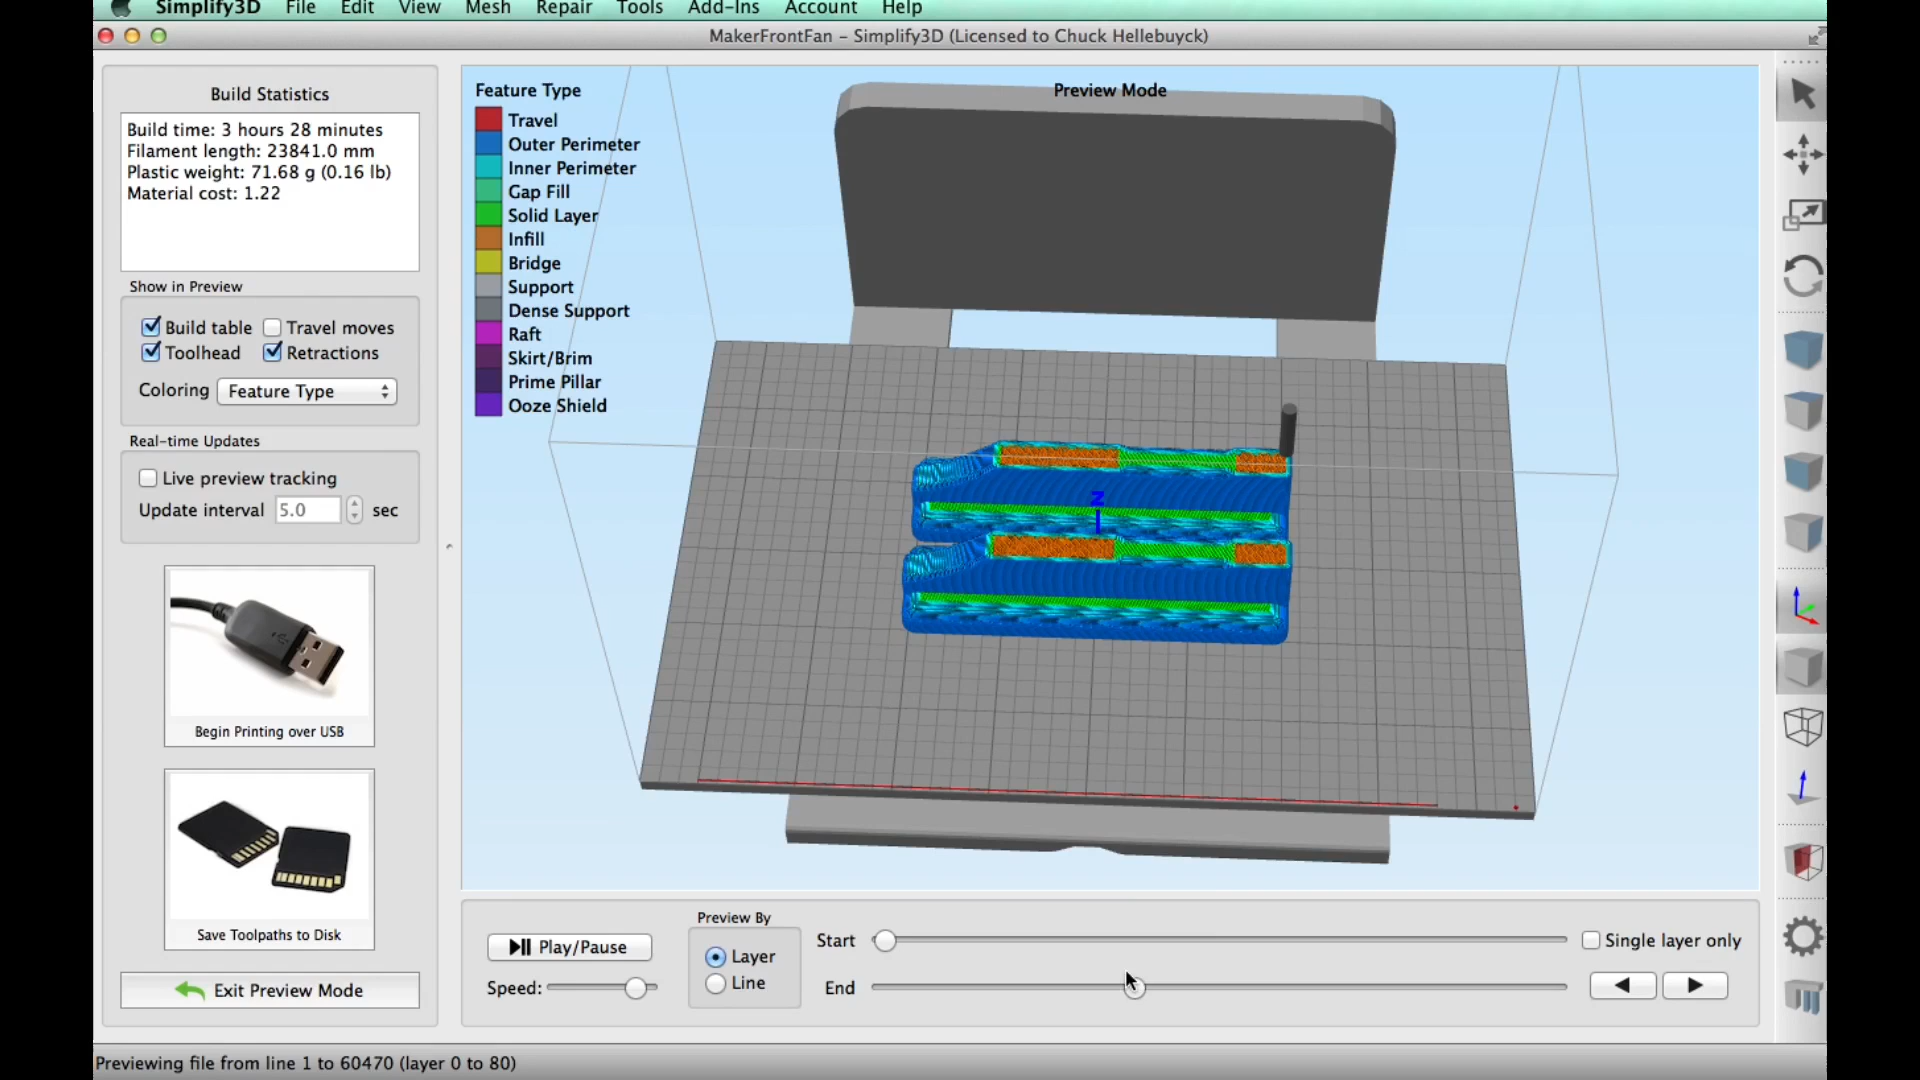 Simplify3D File Edit View Mesh Repair Tools Add-Ins Account Help
MakerFrontFan – Simplify3D (Licensed to Chuck Hellebuyck)
Build Statistics
Build time: 3 hours 28 minutes
Filament length: 23841.0 mm
Plastic weight: 71.68 g (0.16 lb)
Material cost: 1.22
Show in Preview
Build table Travel moves
Toolhead Retractions
Coloring Feature Type
Real-time Updates
Live preview tracking
Update interval 5.0 sec
Begin Printing over USB
Save Toolpaths to Disk
Exit Preview Mode
Feature Type
Travel
Outer Perimeter
Inner Perimeter
Gap Fill
Solid Layer
Infill
Bridge
Support
Dense Support
Raft
Skirt/Brim
Prime Pillar
Ooze Shield
Preview Mode
Z
Play/Pause
Speed:
Preview By
Layer
Line
Start
End
Single layer only
Previewing file from line 1 to 60470 (layer 0 to 80)